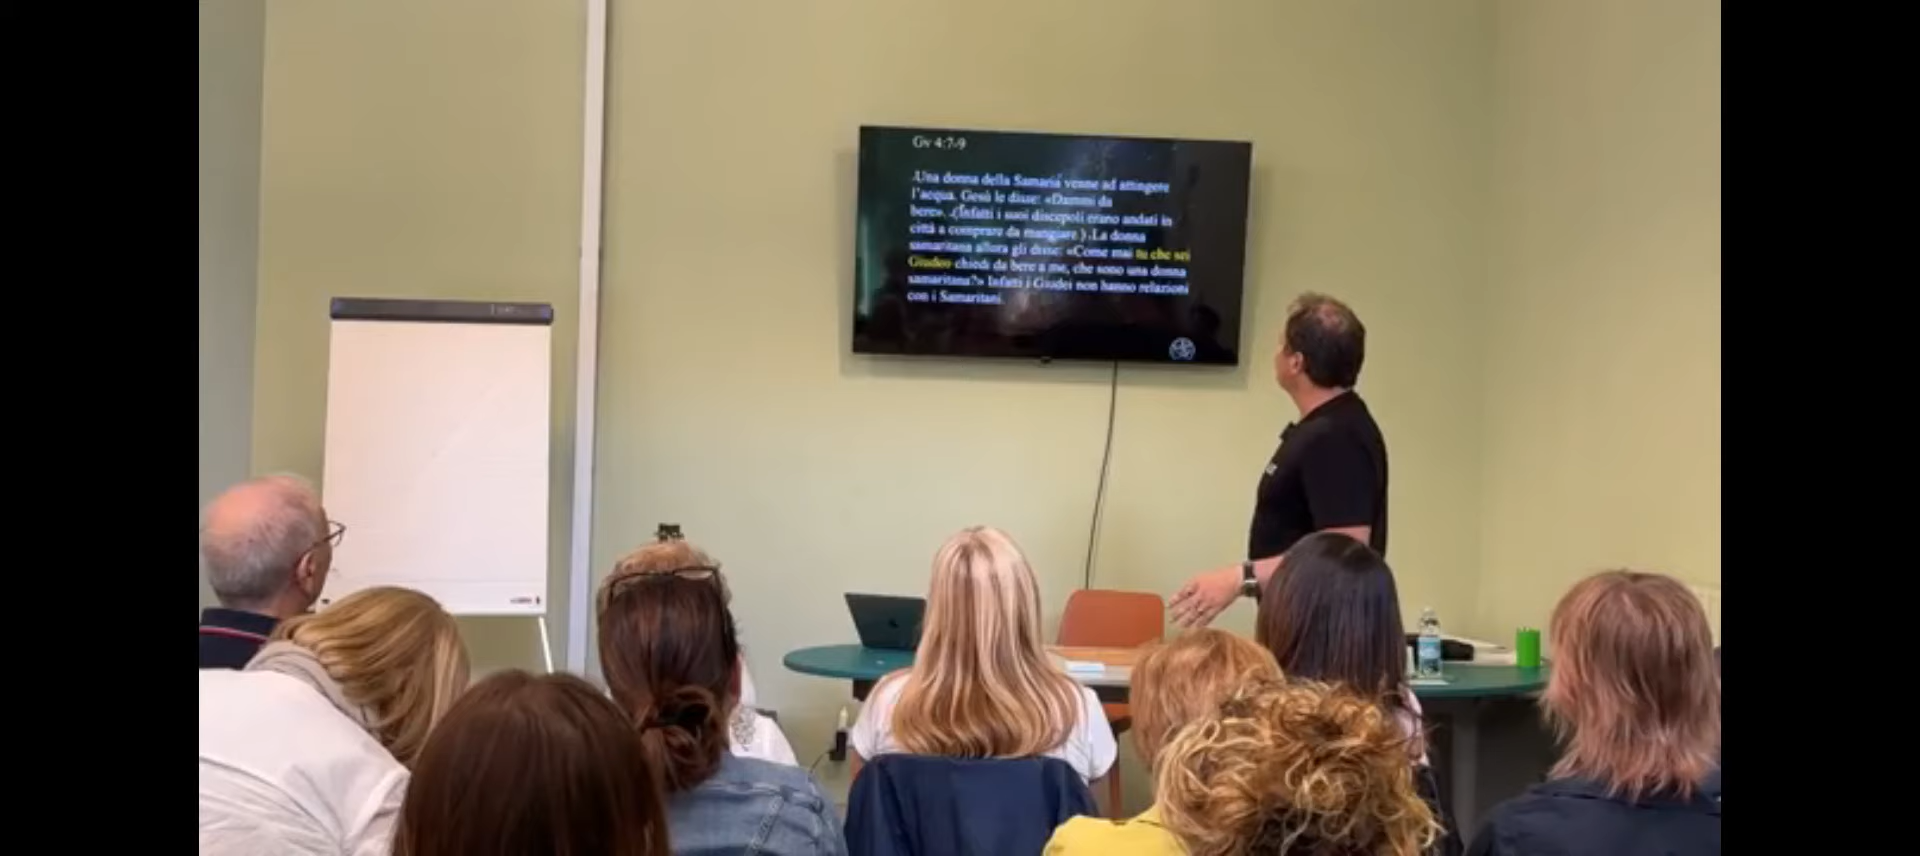 Gv 4:7-9
.Una donna della Samaria venne ad attingere
l'acqua. Gesù le disse: «Dammi da
bere». .(Infatti i suoi discepoli erano andati in
città a comprare da mangiare.) .La donna
samaritana allora gli disse: «Come mai tu che sei
Giudeo chiedi da bere a me, che sono una donna
samaritana?» Infatti i Giudei non hanno relazioni
con i Samaritani.